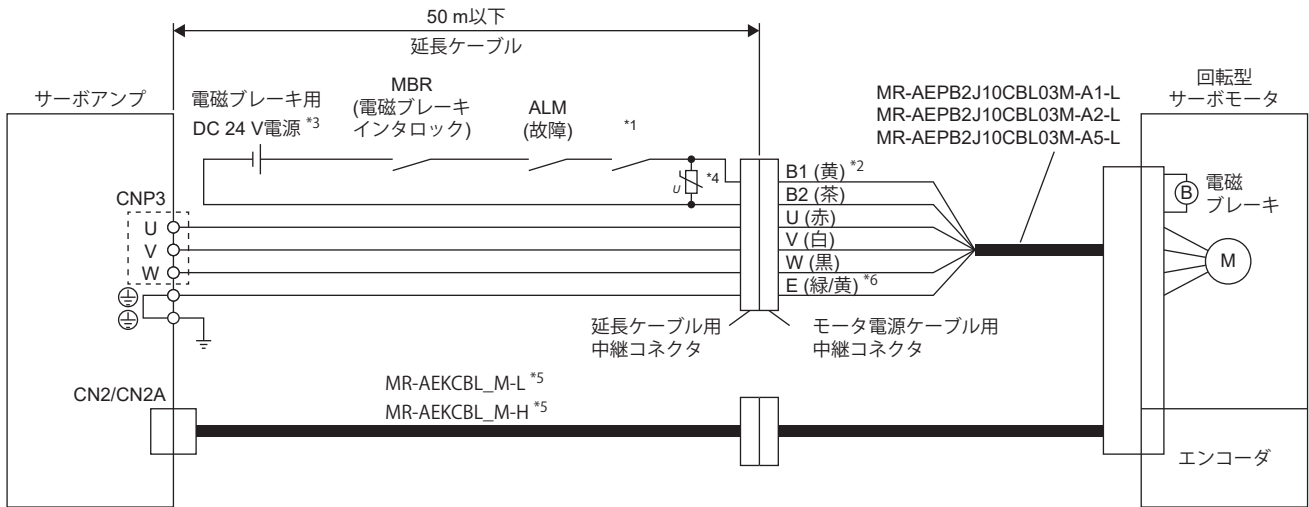 50 m以下
延長ケーブル
サーボアンプ
電磁ブレーキ用
DC 24 V電源 *3
MBR
(電磁ブレーキ
インタロック)
ALM
(故障)
*1
MR-AEPB2J10CBL03M-A1-L
MR-AEPB2J10CBL03M-A2-L
MR-AEPB2J10CBL03M-A5-L
回転型
サーボモータ
U
*4
B1 (黄) *2
B2 (茶)
U (赤)
V (白)
W (黒)
E (緑/黄) *6
B
電磁
ブレーキ
M
CNP3
U
V
W
延長ケーブル用
中継コネクタ
モータ電源ケーブル用
中継コネクタ
CN2/CN2A
MR-AEKCBL_M-L *5
MR-AEKCBL_M-H *5
エンコーダ